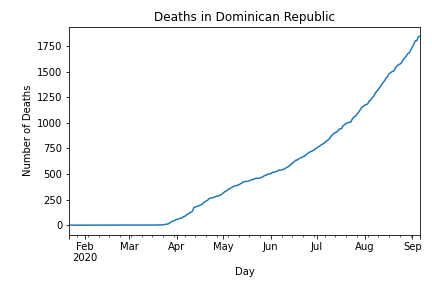 Deaths in Dominican Republic
Number of Deaths
1750
1500
1250
1000
750
500
250
0
Feb Mar Apr May Jun Jul Aug Sep
2020
Day